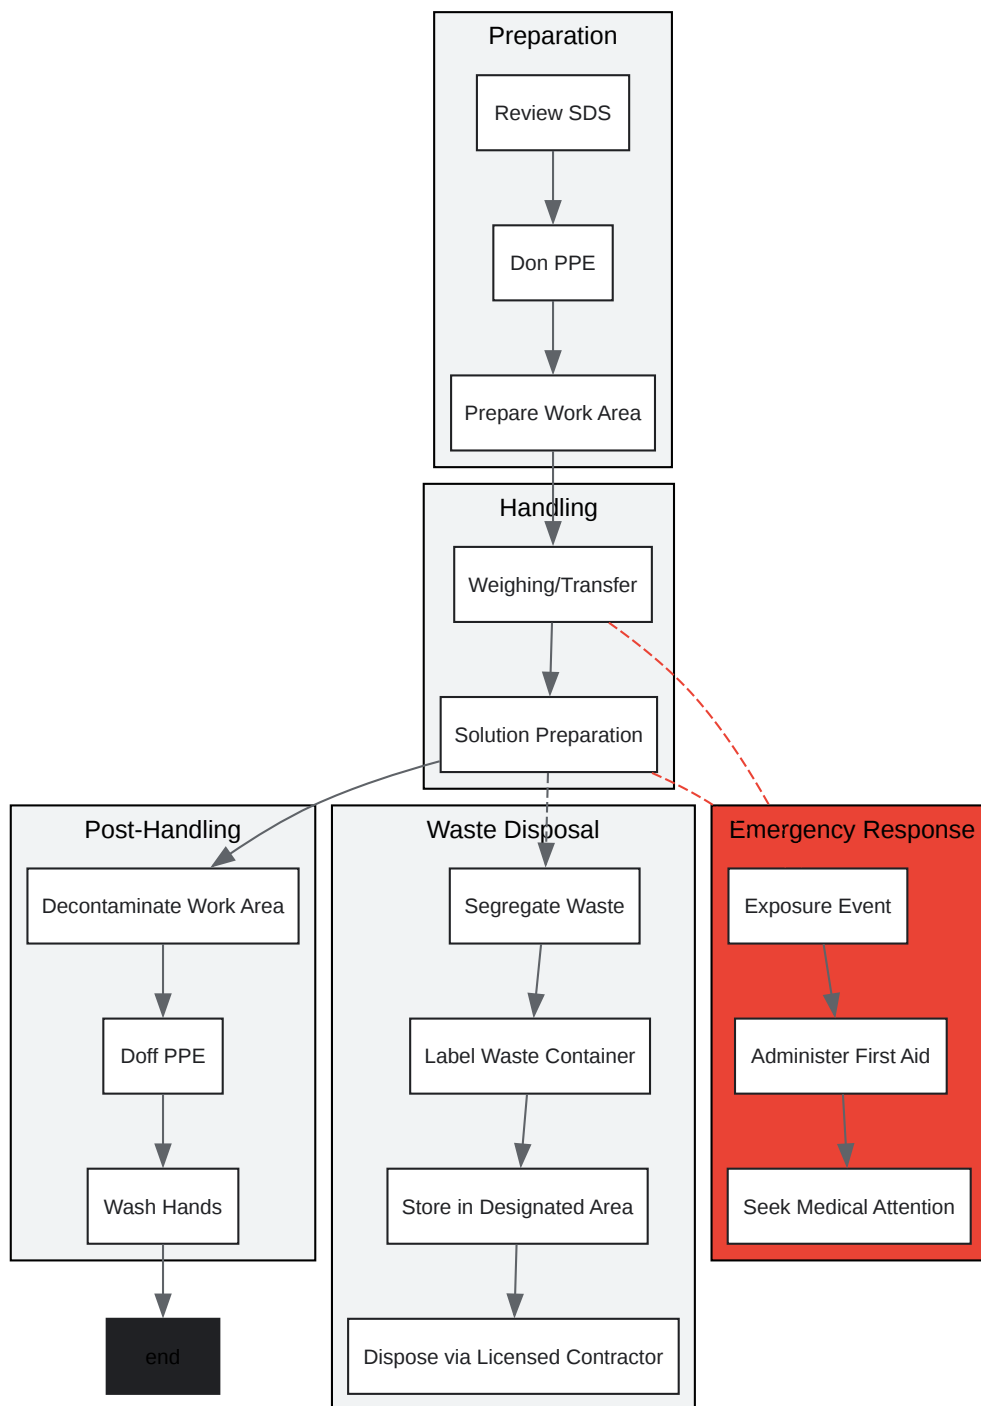 Preparation
Review SDS
Don PPE
Prepare Work Area
Handling
Weighing/Transfer
Solution Preparation
Post-Handling
Decontaminate Work Area
Doff PPE
Wash Hands
end
Waste Disposal
Segregate Waste
Label Waste Container
Store in Designated Area
Dispose via Licensed Contractor
Emergency Response
Exposure Event
Administer First Aid
Seek Medical Attention